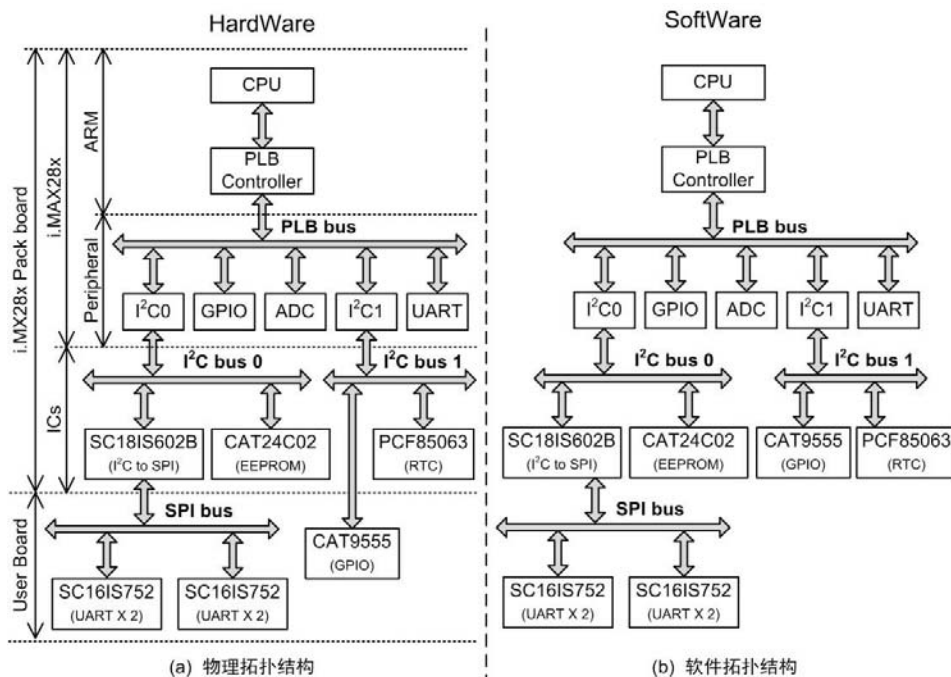 HardWare
SoftWare
i.MX28x Pack board
i.MAX28x
ARM
Peripheral
ICs
User Board
CPU
PLB
Controller
PLB bus
I²C0
GPIO
ADC
I²C1
UART
I²C bus 0
I²C bus 1
SC18IS602B
(I²C to SPI)
CAT24C02
(EEPROM)
PCF85063
(RTC)
SPI bus
CAT9555
(GPIO)
SC16IS752
(UART X 2)
SC16IS752
(UART X 2)
(a) 物理拓扑结构
CPU
PLB
Controller
PLB bus
I²C0
GPIO
ADC
I²C1
UART
I²C bus 0
I²C bus 1
SC18IS602B
(I²C to SPI)
CAT24C02
(EEPROM)
CAT9555
(GPIO)
PCF85063
(RTC)
SPI bus
SC16IS752
(UART X 2)
SC16IS752
(UART X 2)
(b) 软件拓扑结构